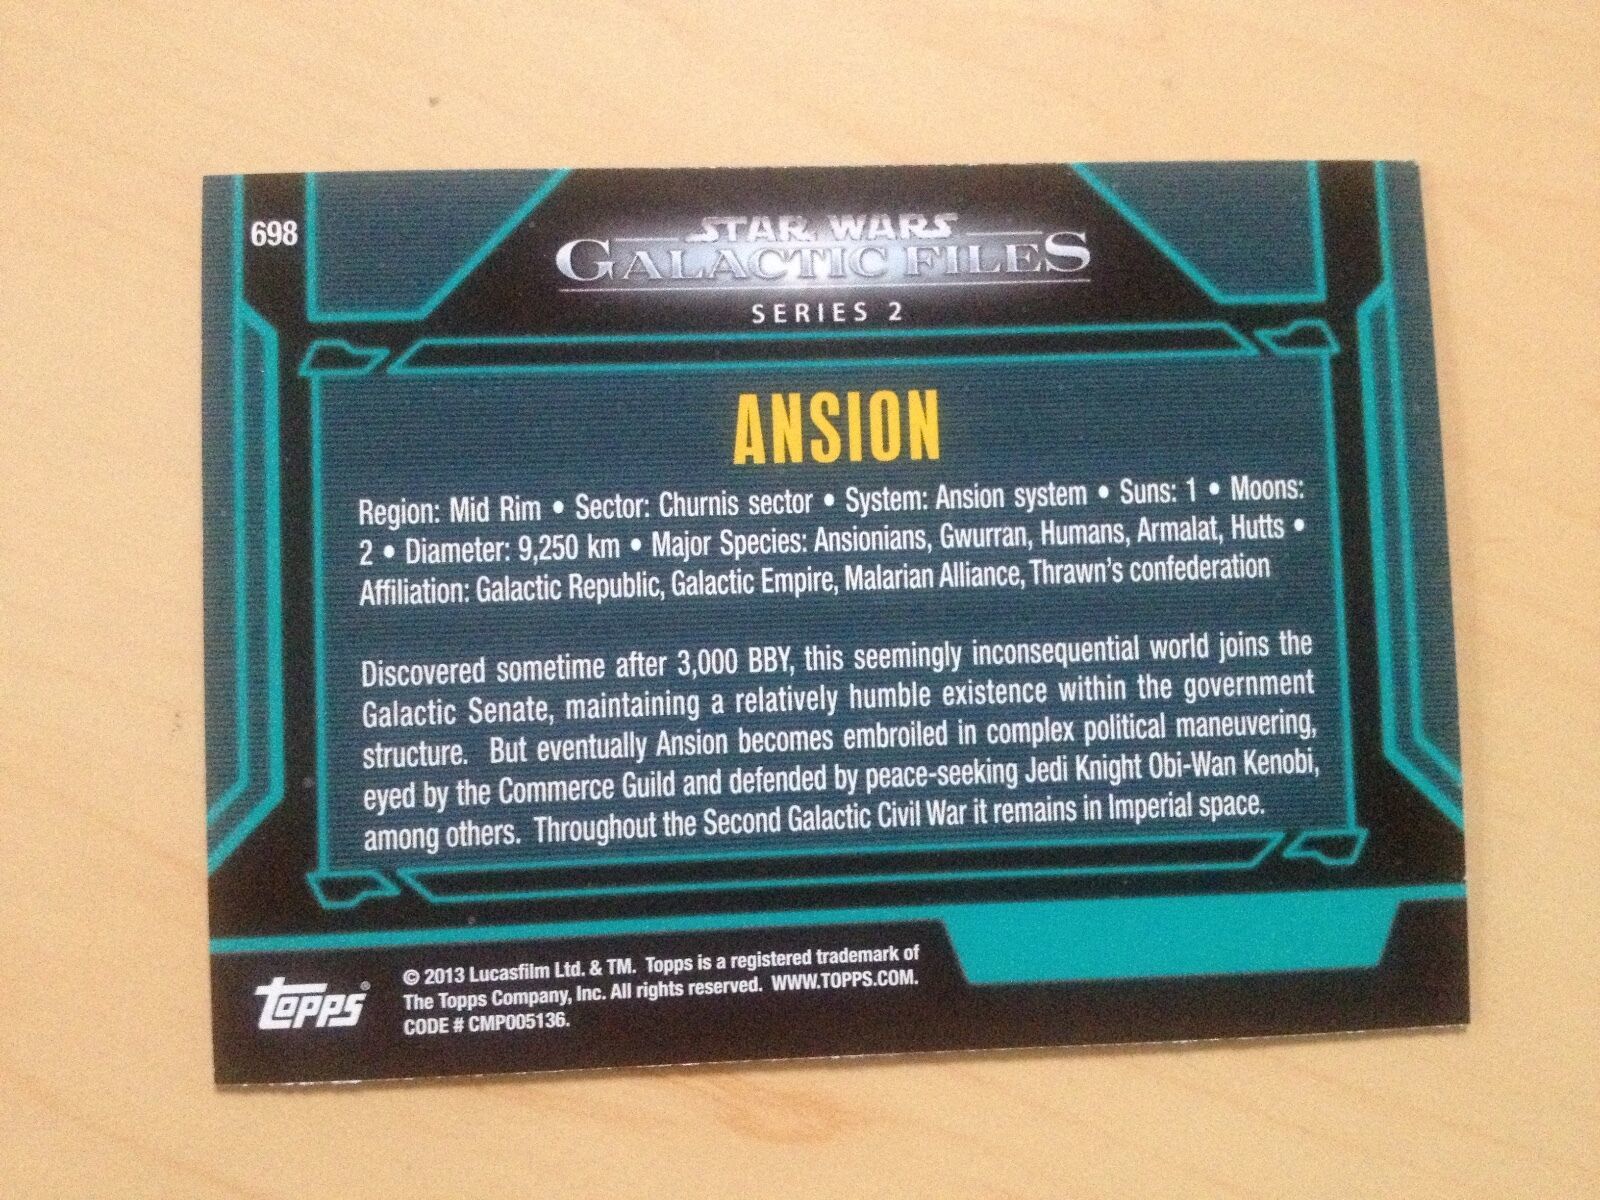 698
STAR WARS
GALACTIC FILES
SERIES 2
ANSION
Region: Mid Rim • Sector: Churnis sector • System: Ansion system • Suns: 1 • Moons:
2 • Diameter: 9,250 km • Major Species: Ansionians, Gwurran, Humans, Armalat, Hutts •
Affiliation: Galactic Republic, Galactic Empire, Malarian Alliance, Thrawn's confederation
Discovered sometime after 3,000 BBY, this seemingly inconsequential world joins the
Galactic Senate, maintaining a relatively humble existence within the government
structure. But eventually Ansion becomes embroiled in complex political maneuvering,
eyed by the Commerce Guild and defended by peace-seeking Jedi Knight Obi-Wan Kenobi,
among others. Throughout the Second Galactic Civil War it remains in Imperial space.
topps®
© 2013 Lucasfilm Ltd. & TM. Topps is a registered trademark of
The Topps Company, Inc. All rights reserved. WWW.TOPPS.COM.
CODE # CMP005136.